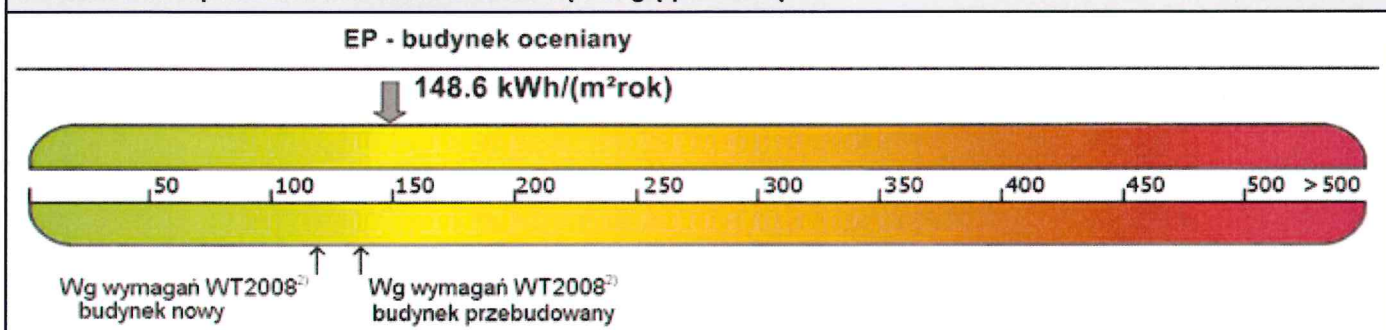 EP - budynek oceniany
148.6 kWh/(m²rok)
50 100 150 200 250 300 350 400 450 500 > 500
Wg wymagań WT2008²⁾
budynek nowy
Wg wymagań WT2008²⁾
budynek przebudowany